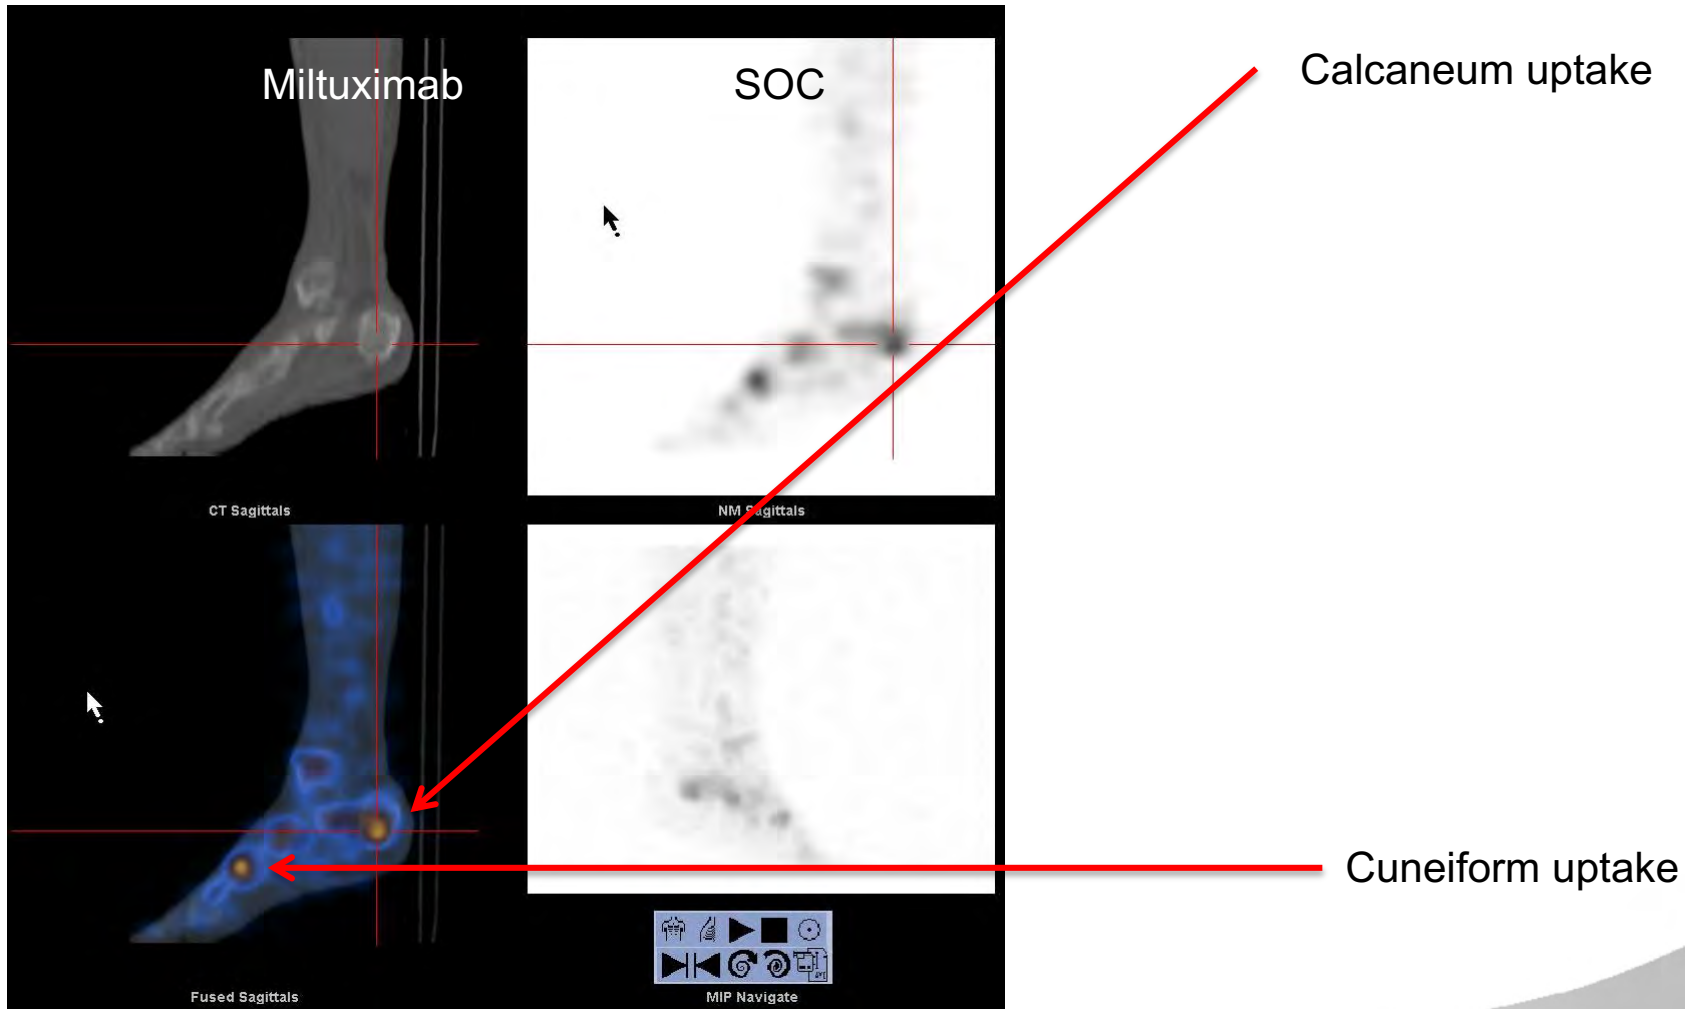 Miltuximab
SOC
Calcaneum uptake
CT Sagittals
NM Sagittals
Cuneiform uptake
Fused Sagittals
MIP Navigate